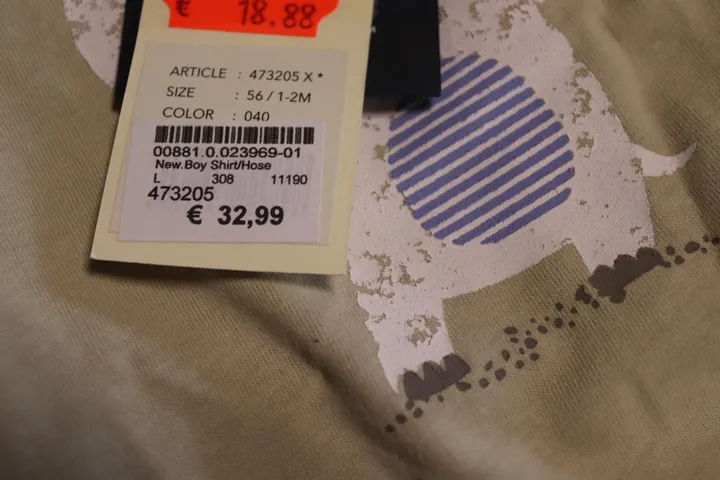 € 18.88
ARTICLE : 473205 X *
SIZE : 56 / 1-2M
COLOR : 040
00881.0.023969-01
New.Boy Shirt/Hose
L 308 11190
473205
€ 32,99